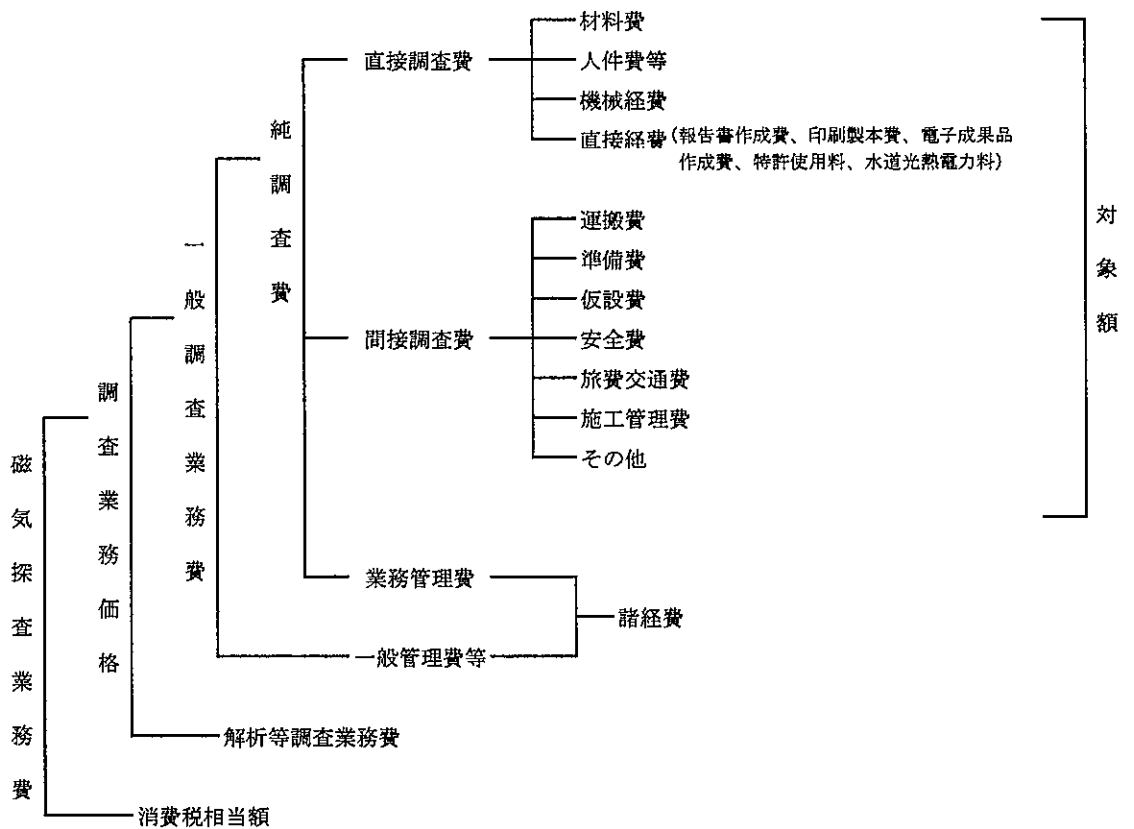 材料費
直接調査費
人件費等
機械経費
直接経費(報告書作成費、印刷製本費、電子成果品
作成費、特許使用料、水道光熱電力料)
純調査費
運搬費
準備費
仮設費
間接調査費
安全費
旅費交通費
施工管理費
その他
対象額
一般調査業務費
業務管理費
諸経費
一般管理費等
調査業務価格
解析等調査業務費
磁気探査業務費
消費税相当額